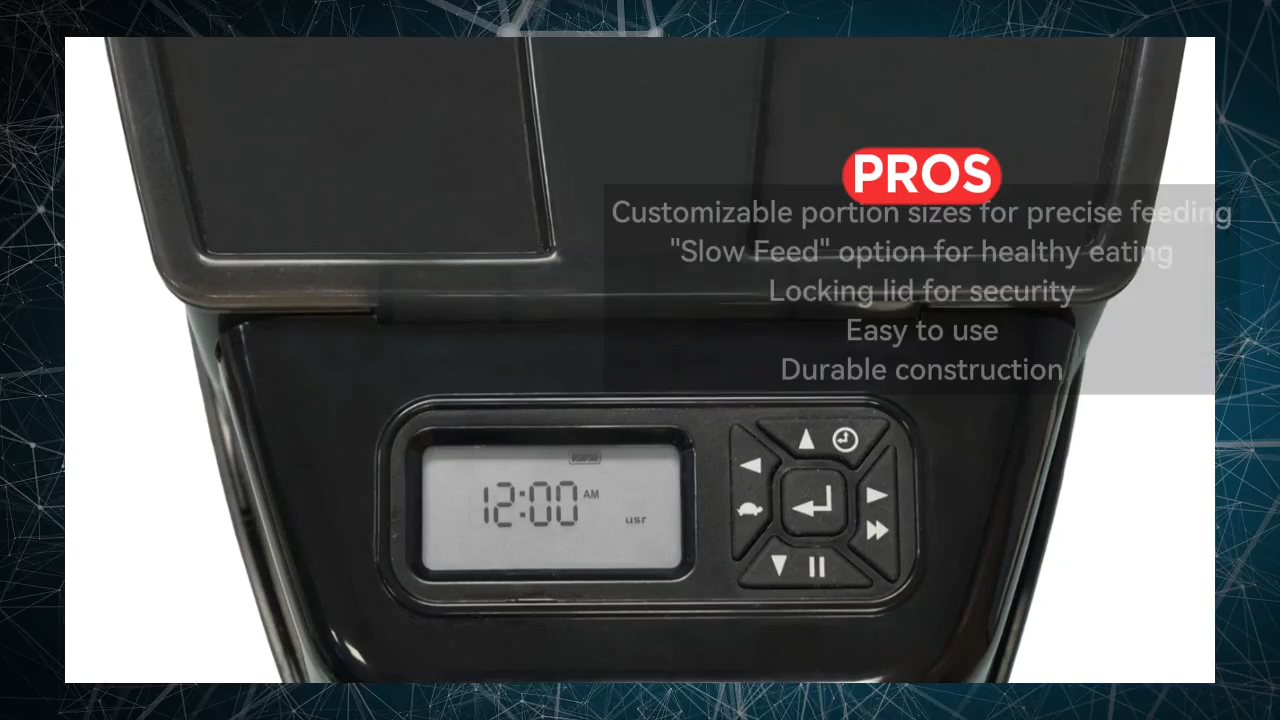 PROS
Customizable portion sizes for precise feeding
"Slow Feed" option for healthy eating
Locking lid for security
Easy to use
Durable construction
12:00 AM
usr